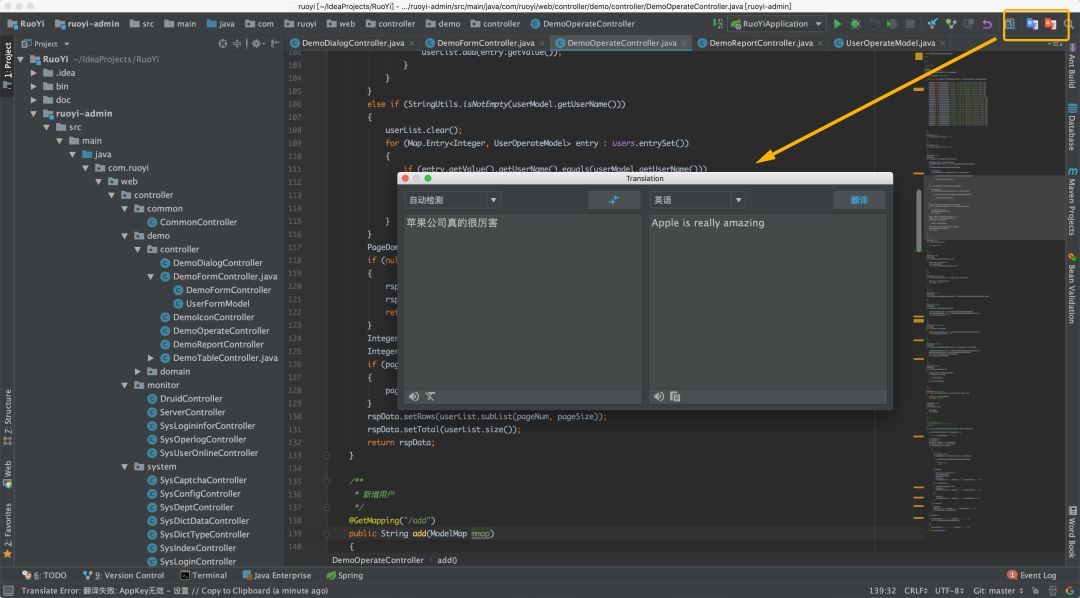 ruoyi [~/IdeaProjects/RuoYi] - .../ruoyi-admin/src/main/java/com/ruoyi/web/controller/demo/controller/DemoOperateController.java [ruoyi-admin]
RuoYi ruoyi-admin src main java com ruoyi web controller demo controller DemoOperateController RuoYiApplication
Project
DemoDialogController.java DemoFormController.java DemoOperateController.java DemoReportController.java UserOperateModel.java
1: Project
Z: Structure
Web
2: Favorites
RuoYi ~/IdeaProjects/RuoYi
.idea
bin
doc
ruoyi-admin
src
main
java
com.ruoyi
web
controller
common
CommonController
demo
controller
DemoDialogController
DemoFormController.java
DemoFormController
UserFormModel
DemoIconController
DemoOperateController
DemoReportController
DemoTableController.java
domain
monitor
DruidController
ServerController
SysLogininforController
SysOperlogController
SysUserOnlineController
system
SysCaptchaController
SysConfigController
SysDeptController
SysDictDataController
SysDictTypeController
SysIndexController
SysLoginController
102 userList.add(entry.getValue());
103 }
104 }
105 }
106 else if (StringUtils.isNotEmpty(userModel.getUserName()))
107 {
108 userList.clear();
109 for (Map.Entry<Integer, UserOperateModel> entry : users.entrySet())
110 {
111 if (entry.getValue().getUserName().equals(userModel.getUserName()))
112
113
114
115 }
116 }
117 PageDom
118 if (nul
119 {
120 rsp
121 rsp
122 ret
123 }
124 Integer
125 Integer
126 if (pag
127 {
128 pag
129 }
130 rspData.setRows(userList.subList(pageNum, pageSize));
131 rspData.setTotal(userList.size());
132 return rspData;
133 }
134
135 /**
136 * 新增用户
137 */
138 @GetMapping("/add")
139 public String add(ModelMap mmap)
140 {
DemoOperateController add()
Translation
自动检测 英语 翻译
苹果公司真的很厉害
Apple is really amazing
Ant Build
Database
Maven Projects
Bean Validation
Word Book
6: TODO 9: Version Control Terminal Java Enterprise Spring 1 Event Log
Translate Error: 翻译失败: AppKey无效 - 设置 // Copy to Clipboard (a minute ago) 139:32 CRLF UTF-8 Git: master